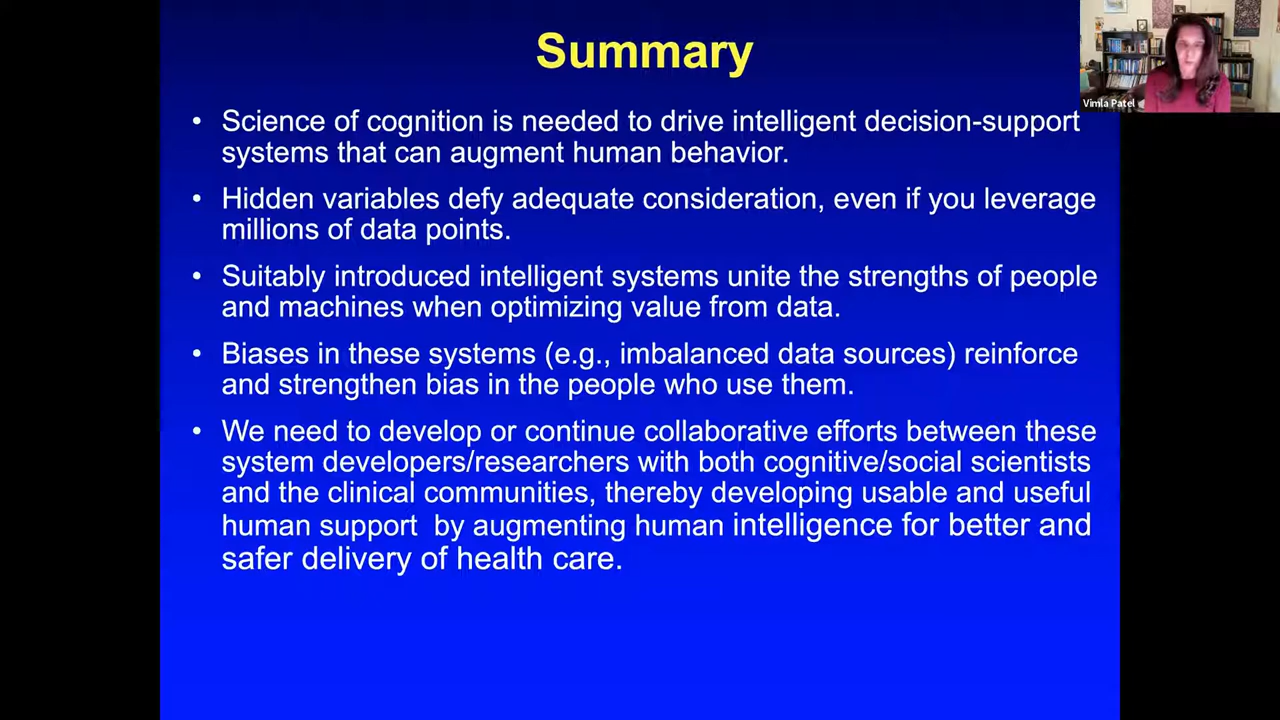 Summary
Vimla Patel
• Science of cognition is needed to drive intelligent decision-support
systems that can augment human behavior.
• Hidden variables defy adequate consideration, even if you leverage
millions of data points.
• Suitably introduced intelligent systems unite the strengths of people
and machines when optimizing value from data.
• Biases in these systems (e.g., imbalanced data sources) reinforce
and strengthen bias in the people who use them.
• We need to develop or continue collaborative efforts between these
system developers/researchers with both cognitive/social scientists
and the clinical communities, thereby developing usable and useful
human support  by augmenting human intelligence for better and
safer delivery of health care.